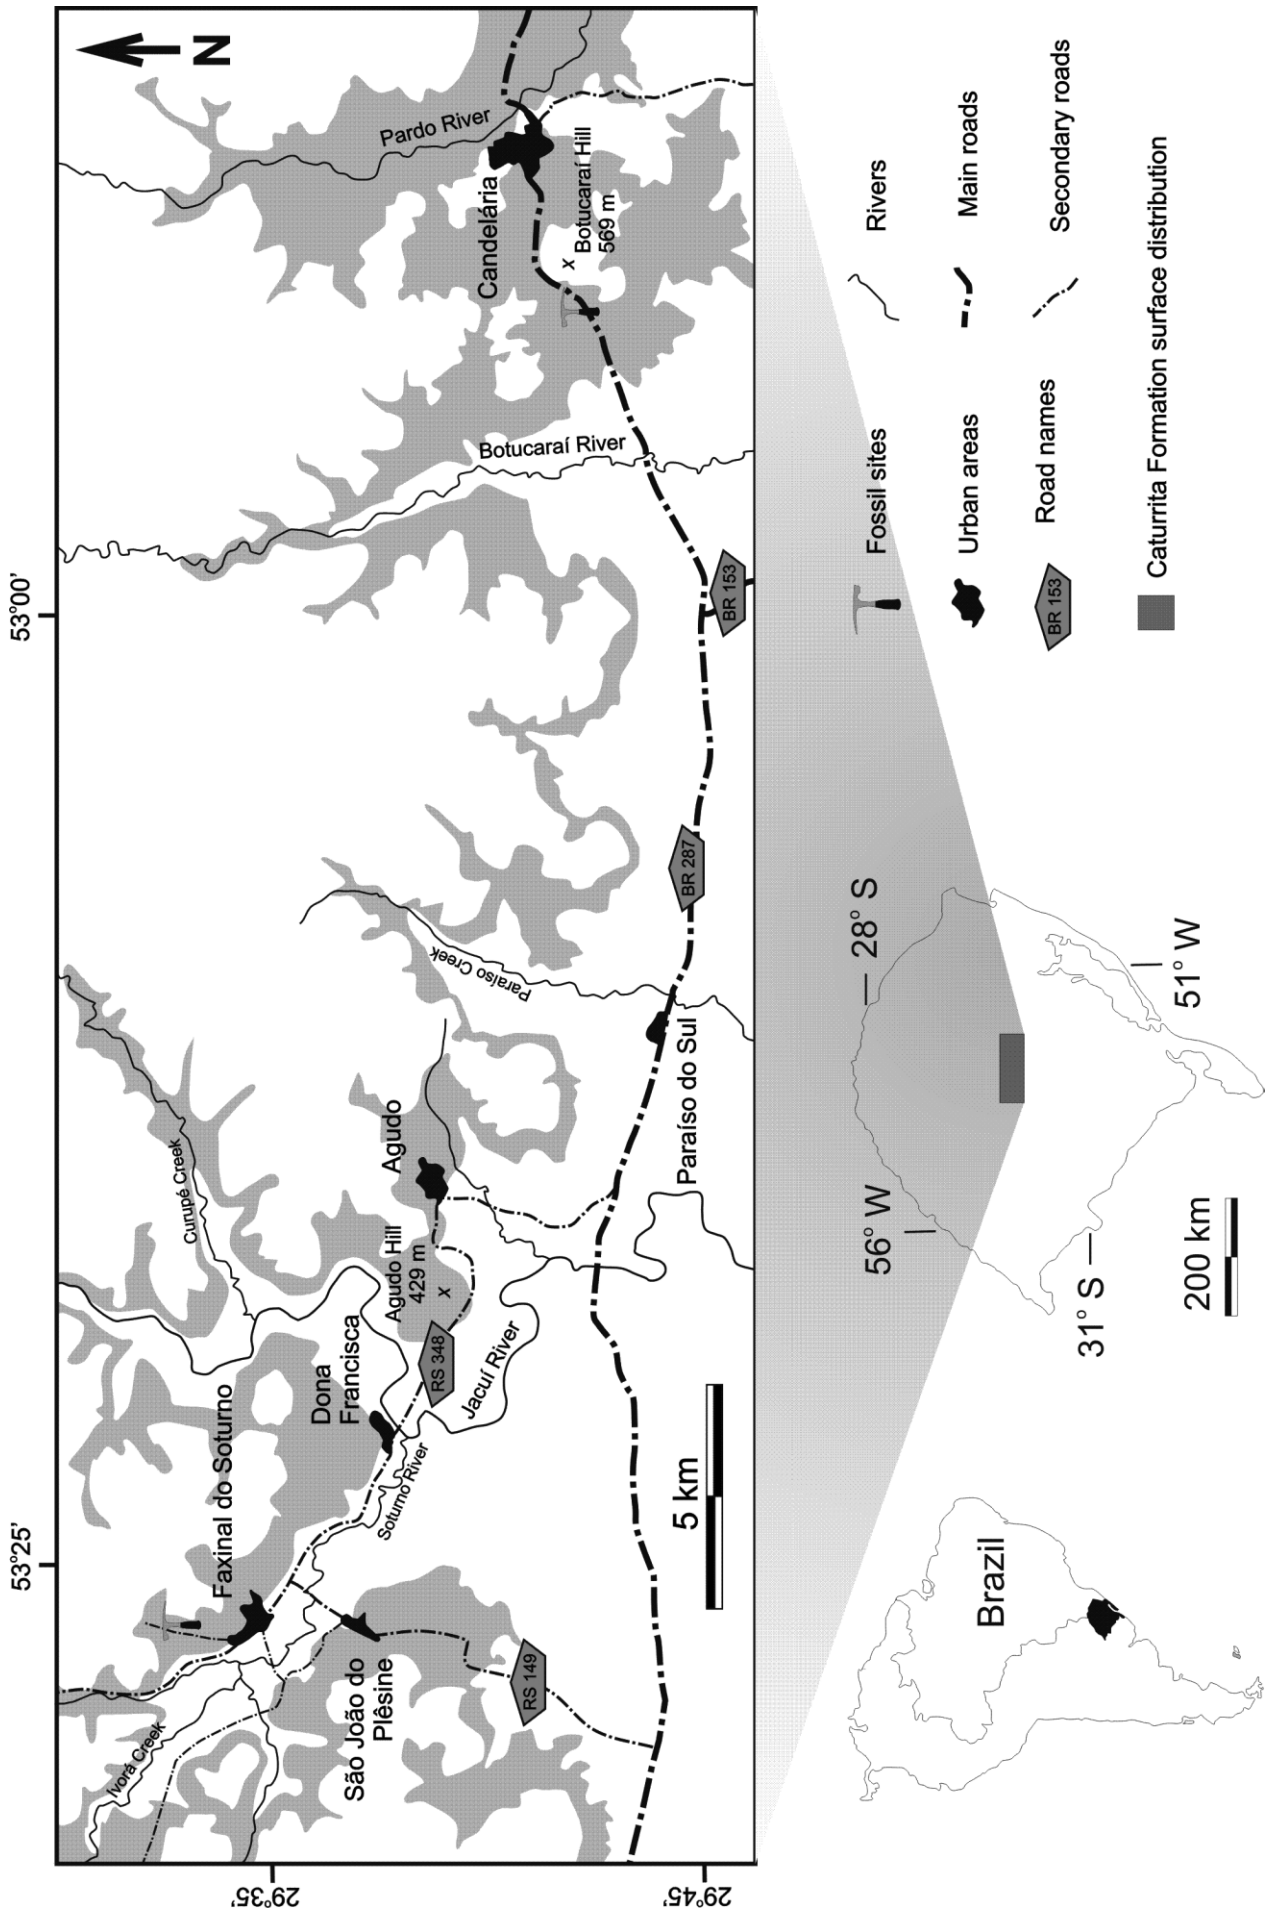 53°25'
53°00'
29°35'
29°45'
N
Ivorá Creek
Faxinal do Soturno
São João do
Plêsine
RS 149
Soturno River
Dona
Francisca
Curupé Creek
RS 348
Jacuí River
Agudo Hill
429 m
x
Agudo
Paraíso do Sul
Paraíso Creek
BR 287
BR 153
Botucaraí River
Candelária
Pardo River
x
Botucaraí Hill
569 m
5 km
Brazil
56° W
28° S
31° S
51° W
200 km
Fossil sites
Rivers
Urban areas
Main roads
BR 153
Road names
Secondary roads
Caturrita Formation surface distribution